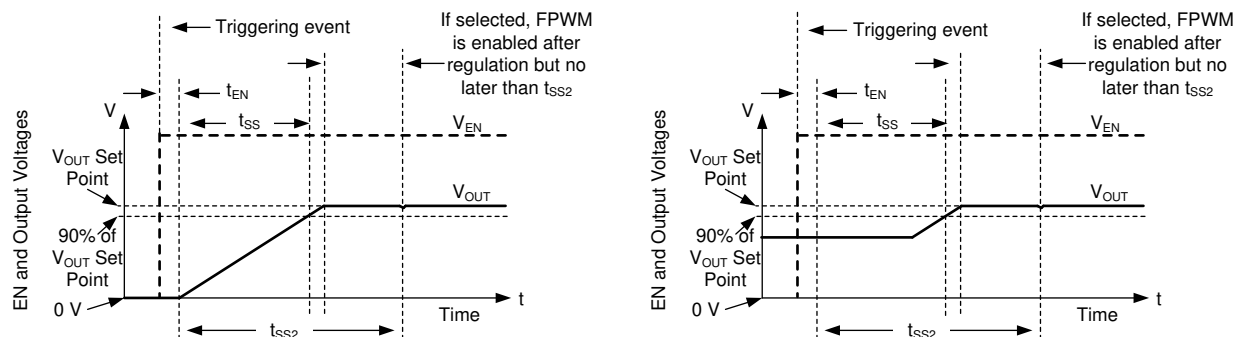 Triggering event
If selected, FPWM
is enabled after
regulation but no
later than tSS2
tEN
V
tSS
VEN
EN and Output Voltages
VOUT Set
Point
VOUT
90% of
VOUT Set
Point
0 V
t
Time
tSS2
Triggering event
If selected, FPWM
is enabled after
regulation but no
later than tSS2
tEN
V
tSS
VEN
EN and Output Voltages
VOUT Set
Point
VOUT
90% of
VOUT Set
Point
0 V
t
Time
tSS2